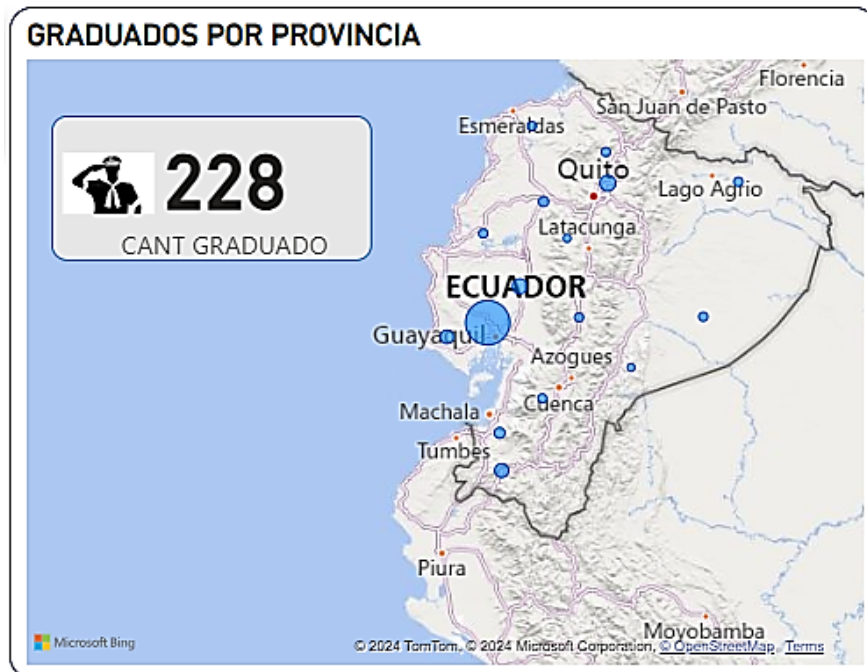 GRADUADOS POR PROVINCIA
Florencia
San Juan de Pasto
Esmeraldas
228
CANT GRADUADO
Quito
Lago Agrio
Latacunga
ECUADOR
Guayaquil
Azogues
Cuenca
Machala
Tumbes
Piura
Moyobamba
Microsoft Bing
© 2024 TomTom, © 2024 Microsoft Corporation, © OpenStreetMap, Terms